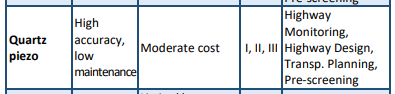 Pre-screening
Quartz piezo
High accuracy, low maintenance
Moderate cost
I, II, III
Highway Monitoring, Highway Design, Transp. Planning, Pre-screening